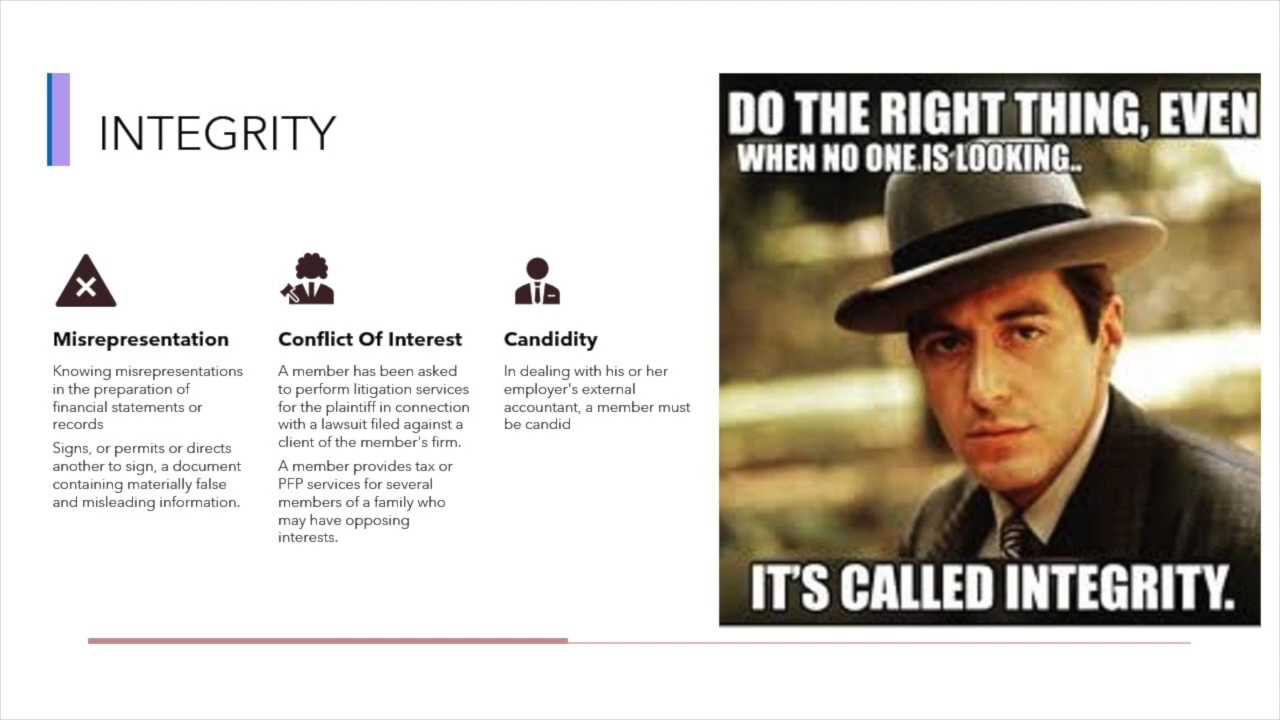 INTEGRITY
Misrepresentation
Knowing misrepresentations
in the preparation of
financial statements or
records
Signs, or permits or directs
another to sign, a document
containing materially false
and misleading information.
Conflict Of Interest
A member has been asked
to perform litigation services
for the plaintiff in connection
with a lawsuit filed against a
client of the member's firm.
A member provides tax or
PFP services for several
members of a family who
may have opposing
interests.
Candidity
In dealing with his or her
employer's external
accountant, a member must
be candid
DO THE RIGHT THING, EVEN
WHEN NO ONE IS LOOKING..
IT'S CALLED INTEGRITY.